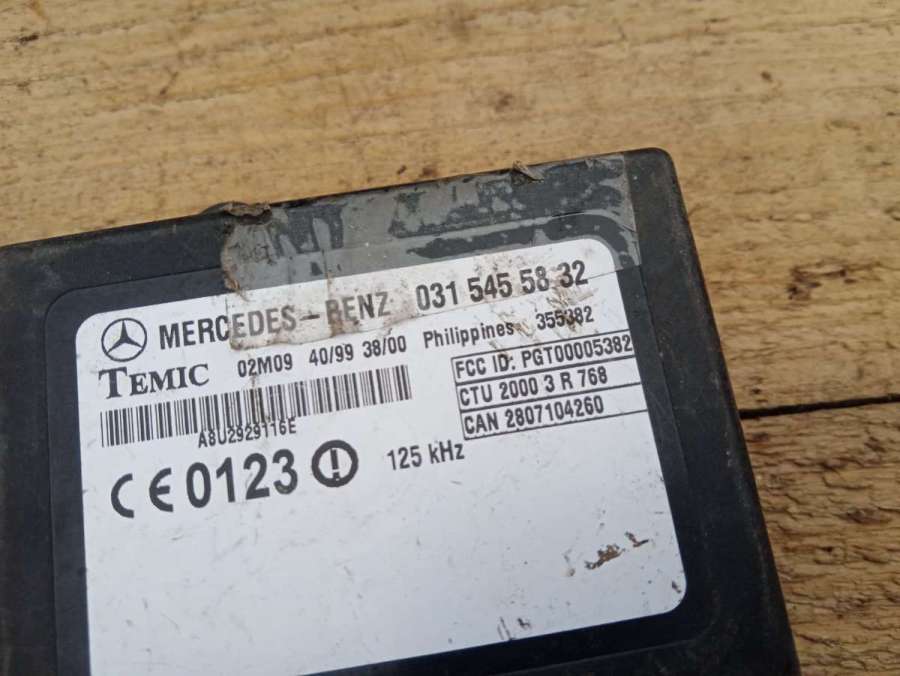 MERCEDES-BENZ 031 545 58 32
TEMIC 02M09 40/99 38/00 Philippines 355382
FCC ID: PGT00005382
CTU 2000 3 R 768
CAN 2807104260
A8U2929116E
CE 0123 125 kHz